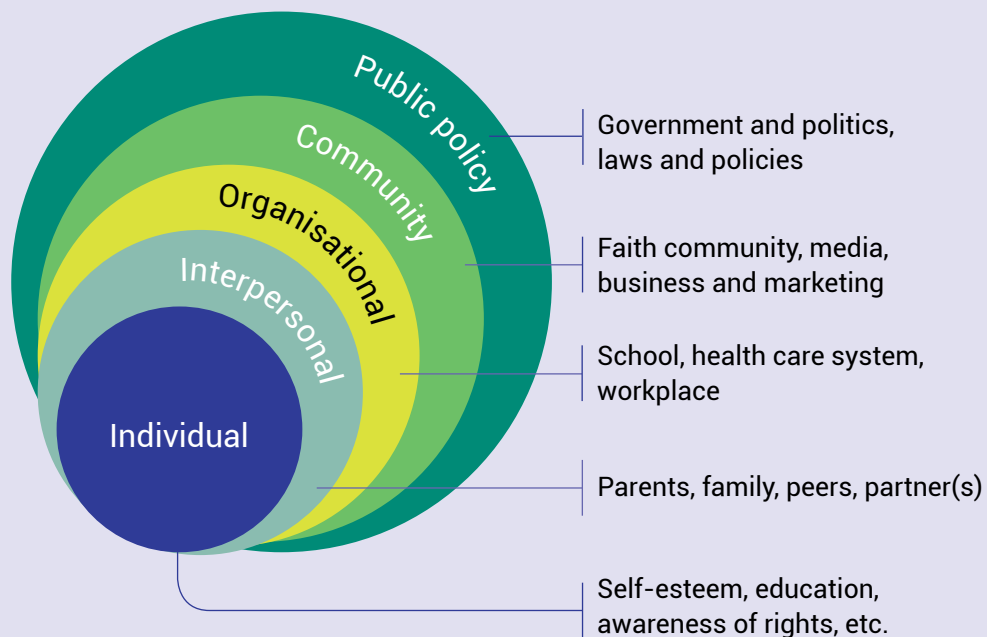 Public policy
Community
Organisational
Interpersonal
Individual
Government and politics,
laws and policies
Faith community, media,
business and marketing
School, health care system,
workplace
Parents, family, peers, partner(s)
Self-esteem, education,
awareness of rights, etc.